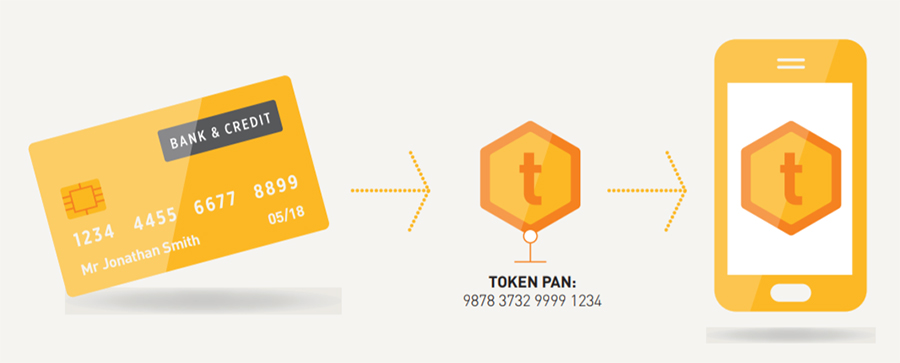 BANK & CREDIT
1234 4455 6677 8899
05/18
Mr Jonathan Smith
t
TOKEN PAN:
9878 3732 9999 1234
t